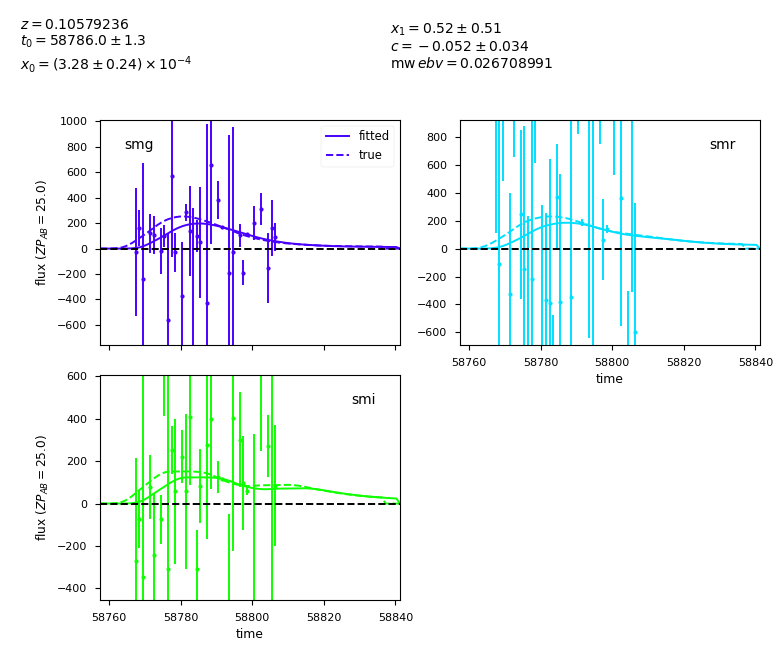 z = 0.10579236
t₀ = 58786.0 ± 1.3
x₀ = (3.28 ± 0.24) × 10⁻⁴
x₁ = 0.52 ± 0.51
c = −0.052 ± 0.034
mw ebv = 0.026708991
1000
800
600
400
200
0
−200
−400
−600
flux (ZP_AB = 25.0)
smg
fitted
true
800
600
400
200
0
−200
−400
−600
smr
58760
58780
58800
58820
58840
time
600
400
200
0
−200
−400
flux (ZP_AB = 25.0)
smi
58760
58780
58800
58820
58840
time